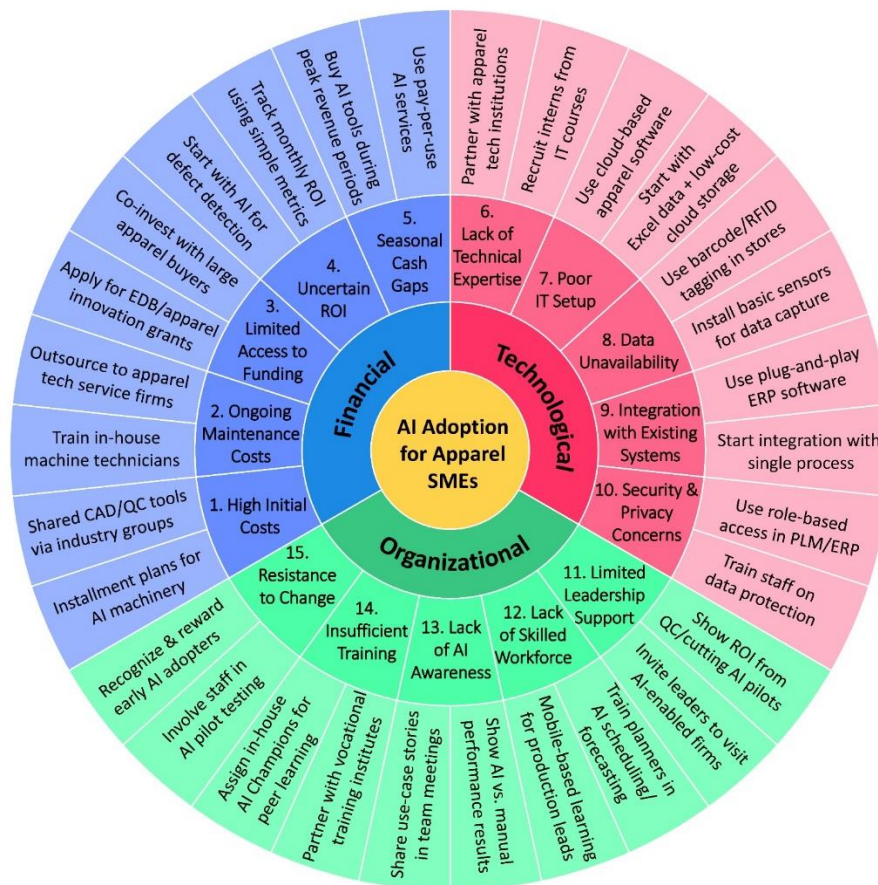 AI Adoption
for Apparel
SMEs
Financial
Technological
Organizational
1. High Initial
Costs
2. Ongoing
Maintenance
Costs
3.
Limited
Access to
Funding
4.
Uncertain
ROI
5.
Seasonal
Cash
Gaps
6.
Lack of
Technical
Expertise
7. Poor
IT Setup
8. Data
Unavailability
9. Integration
with Existing
Systems
10. Security &
Privacy
Concerns
11. Limited
Leadership
Support
12. Lack
of Skilled
Workforce
13. Lack
of AI
Awareness
14.
Insufficient
Training
15.
Resistance
to Change
Installment plans for
AI machinery
Shared CAD/QC tools
via industry groups
Train in-house
machine technicians
Outsource to apparel
tech service firms
Apply for EDB/apparel
innovation grants
Co-invest with large
apparel buyers
Start with AI for
defect detection
Track monthly ROI
using simple metrics
Buy AI tools during
peak revenue periods
Use pay-per-use
AI services
Partner with apparel
tech institutions
Recruit interns from
IT courses
Use cloud-based
apparel software
Start with
Excel data + low-cost
cloud storage
Use barcode/RFID
tagging in stores
Install basic sensors
for data capture
Use plug-and-play
ERP software
Start integration with
single process
Use role-based
access in PLM/ERP
Train staff on
data protection
Show ROI from
QC/cutting AI pilots
Invite leaders to visit
AI-enabled firms
Train planners in
AI scheduling/
forecasting
Mobile-based learning
for production leads
Show AI vs. manual
performance results
Share use-case stories
in team meetings
Partner with vocational
training institutes
Assign in-house
AI Champions for
peer learning
Involve staff in
AI pilot testing
Recognize & reward
early AI adopters